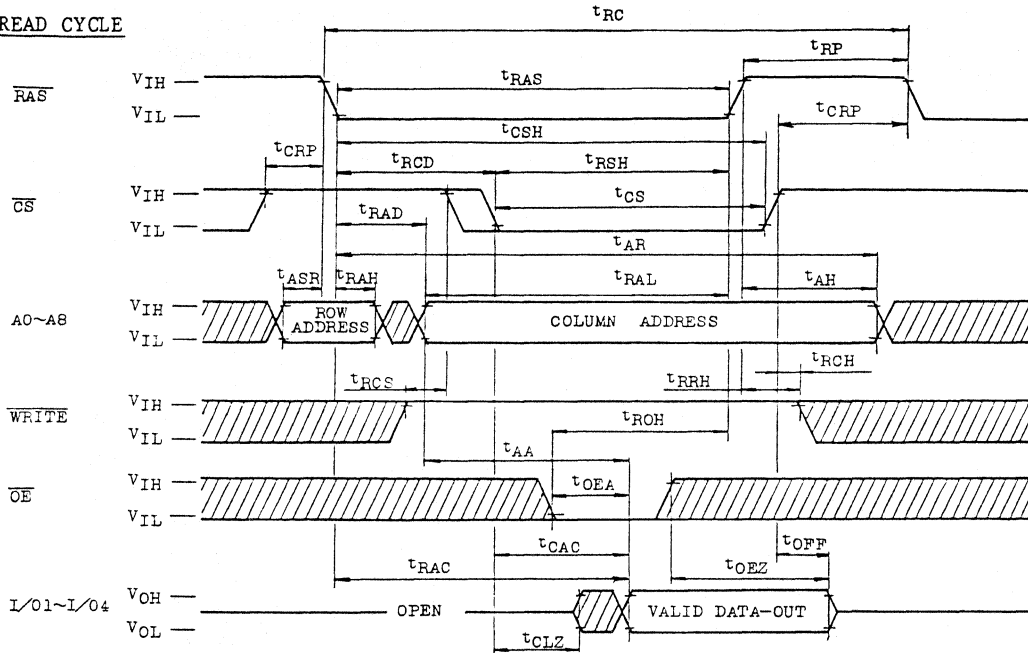 READ CYCLE
tRC
tRP
RAS
VIH
VIL
tRAS
tCRP
tCSH
tCRP
tRCD
tRSH
CS
VIH
VIL
tCS
tRAD
tAR
tASR
tRAH
tRAL
tAH
A0~A8
VIH
VIL
ROW
ADDRESS
COLUMN ADDRESS
tRCH
tRCS
tRRH
WRITE
VIH
VIL
tROH
tAA
OE
VIH
VIL
tOEA
tCAC
tOFF
tRAC
tOEZ
I/O1~I/O4
VOH
VOL
OPEN
VALID DATA-OUT
tCLZ